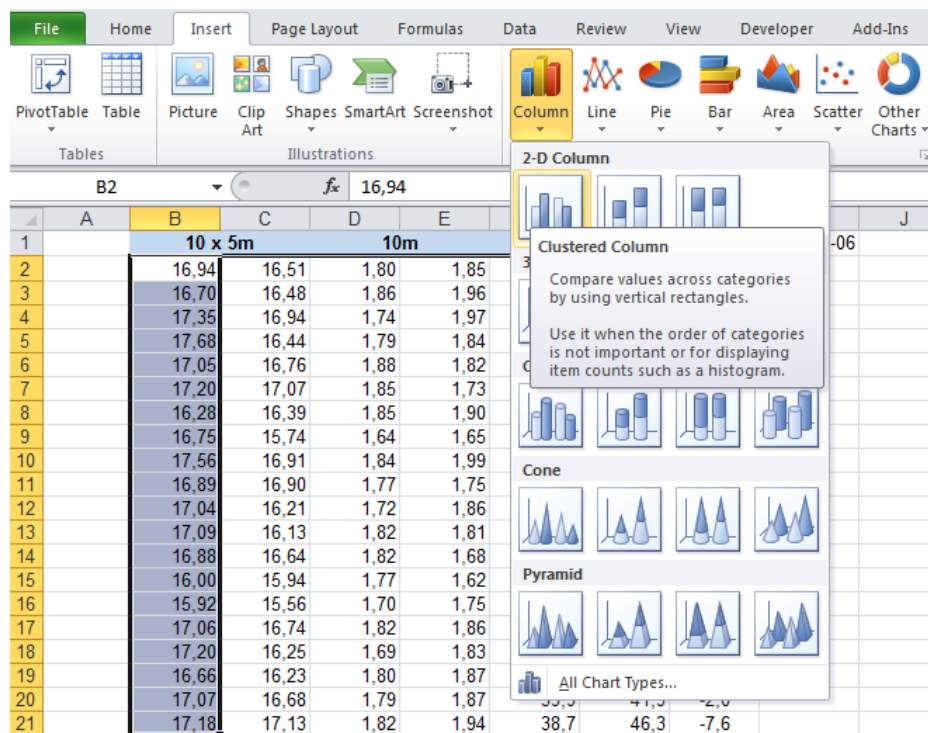 File Home Insert Page Layout Formulas Data Review View Developer Add-Ins
PivotTable Table Picture Clip Art Shapes SmartArt Screenshot Column Line Pie Bar Area Scatter Other Charts
Tables Illustrations
2-D Column
B2 fx 16,94
A B C D E J
1 10 x 5m 10m -06
Clustered Column
Compare values across categories
by using vertical rectangles.
Use it when the order of categories
is not important or for displaying
item counts such as a histogram.
2 16,94 16,51 1,80 1,85
3 16,70 16,48 1,86 1,96
4 17,35 16,94 1,74 1,97
5 17,68 16,44 1,79 1,84
6 17,05 16,76 1,88 1,82
7 17,20 17,07 1,85 1,73
8 16,28 16,39 1,85 1,90
9 16,75 15,74 1,64 1,65
10 17,56 16,91 1,84 1,99
Cone
11 16,89 16,90 1,77 1,75
12 17,04 16,21 1,72 1,86
13 17,09 16,13 1,82 1,81
14 16,88 16,64 1,82 1,68
Pyramid
15 16,00 15,94 1,77 1,62
16 15,92 15,56 1,70 1,75
17 17,06 16,74 1,82 1,86
18 17,20 16,25 1,69 1,83
19 16,66 16,23 1,80 1,87
All Chart Types...
20 17,07 16,68 1,79 1,87
21 17,18 17,13 1,82 1,94 38,7 46,3 -7,6